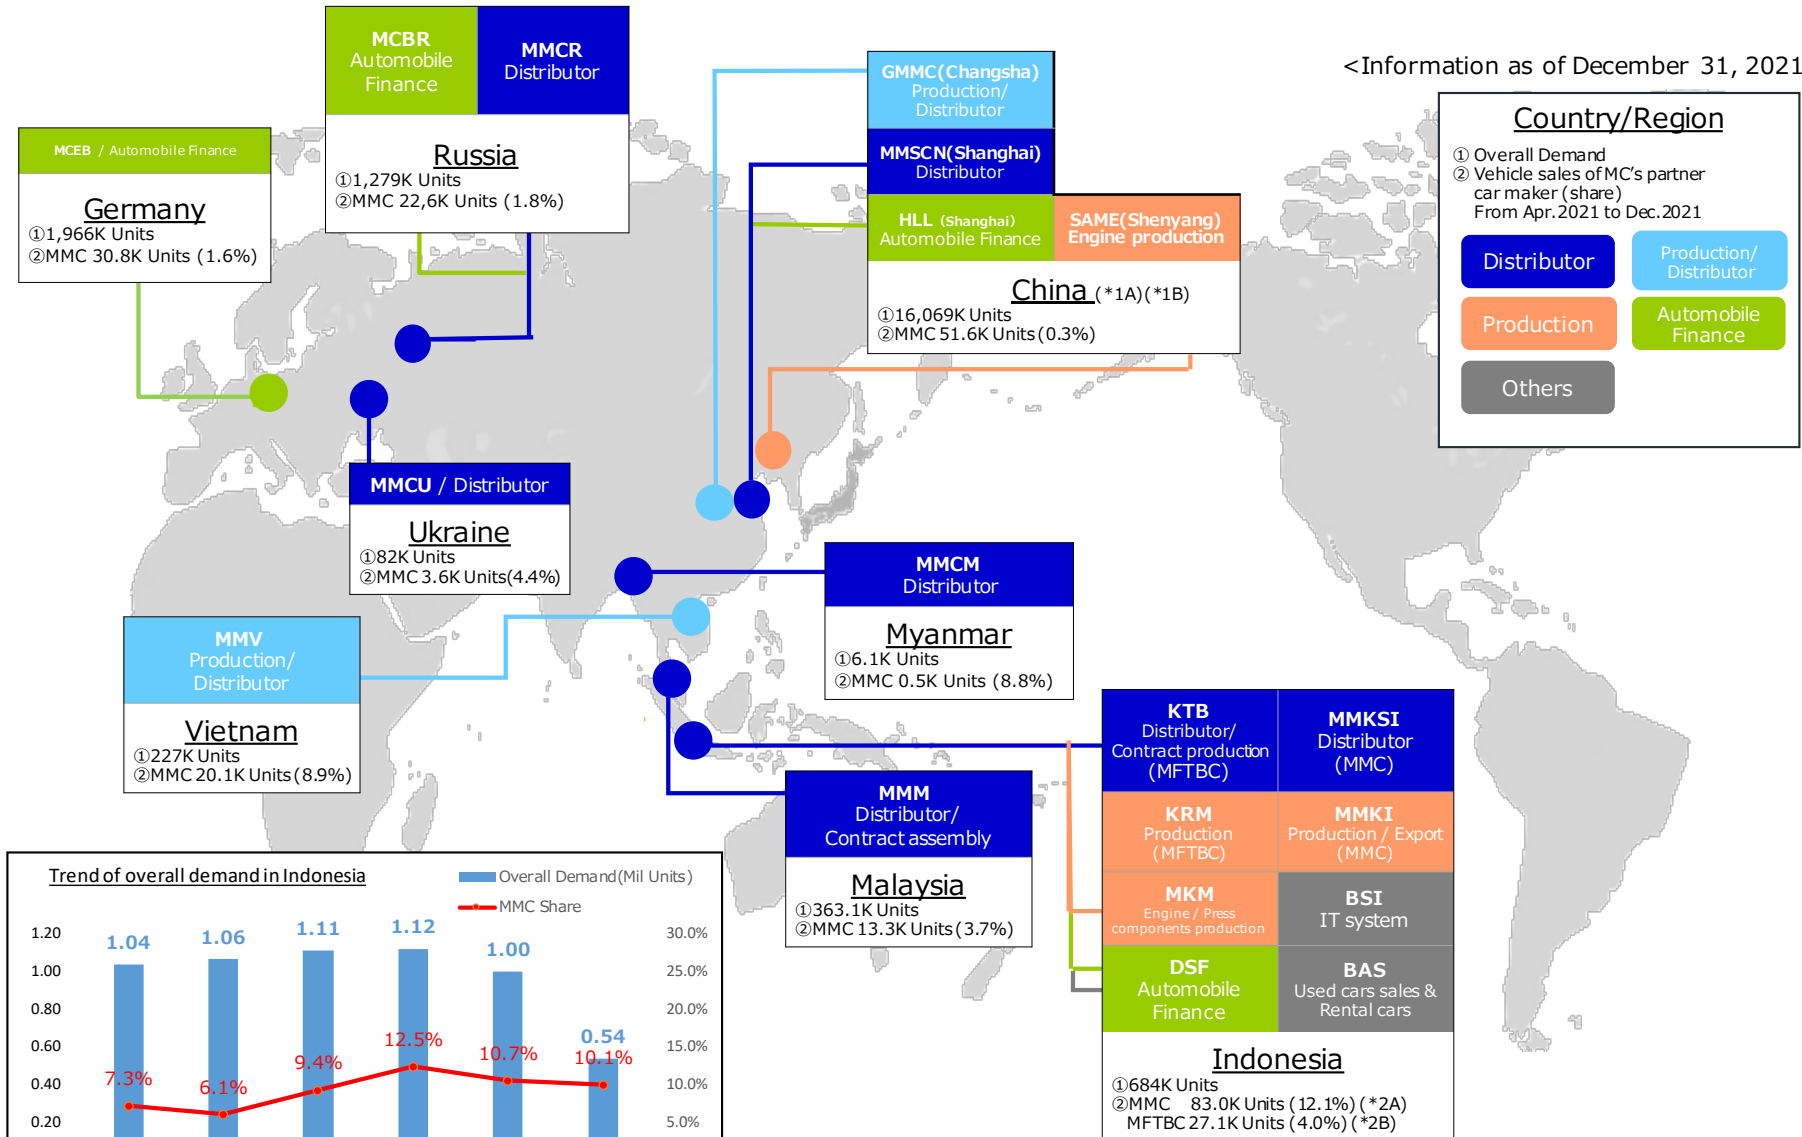 <Information as of December 31, 2021
MCBR
Automobile
Finance
MMCR
Distributor
Russia
①1,279K Units
②MMC 22,6K Units (1.8%)
MCEB / Automobile Finance
Germany
①1,966K Units
②MMC 30.8K Units (1.6%)
GMMC(Changsha)
Production/
Distributor
MMSCN(Shanghai)
Distributor
HLL (Shanghai)
Automobile Finance
SAME(Shenyang)
Engine production
China (*1A)(*1B)
①16,069K Units
②MMC 51.6K Units(0.3%)
Country/Region
① Overall Demand
② Vehicle sales of MC's partner
car maker (share)
From Apr.2021 to Dec.2021
Distributor
Production/
Distributor
Production
Automobile
Finance
Others
MMCU / Distributor
Ukraine
①82K Units
②MMC 3.6K Units(4.4%)
MMCM
Distributor
Myanmar
①6.1K Units
②MMC 0.5K Units (8.8%)
MMV
Production/
Distributor
Vietnam
①227K Units
②MMC 20.1K Units(8.9%)
MMM
Distributor/
Contract assembly
Malaysia
①363.1K Units
②MMC 13.3K Units(3.7%)
KTB
Distributor/
Contract production
(MFTBC)
MMKSI
Distributor
(MMC)
KRM
Production
(MFTBC)
MMKI
Production / Export
(MMC)
MKM
Engine / Press
components production
BSI
IT system
DSF
Automobile
Finance
BAS
Used cars sales &
Rental cars
Indonesia
①684K Units
②MMC 83.0K Units (12.1%) (*2A)
MFTBC 27.1K Units (4.0%) (*2B)
Trend of overall demand in Indonesia
Overall Demand(Mil Units)
MMC Share
1.20
1.00
0.80
0.60
0.40
0.20
1.04
1.06
1.11
1.12
1.00
0.54
7.3%
6.1%
9.4%
12.5%
10.7%
10.1%
30.0%
25.0%
20.0%
15.0%
10.0%
5.0%